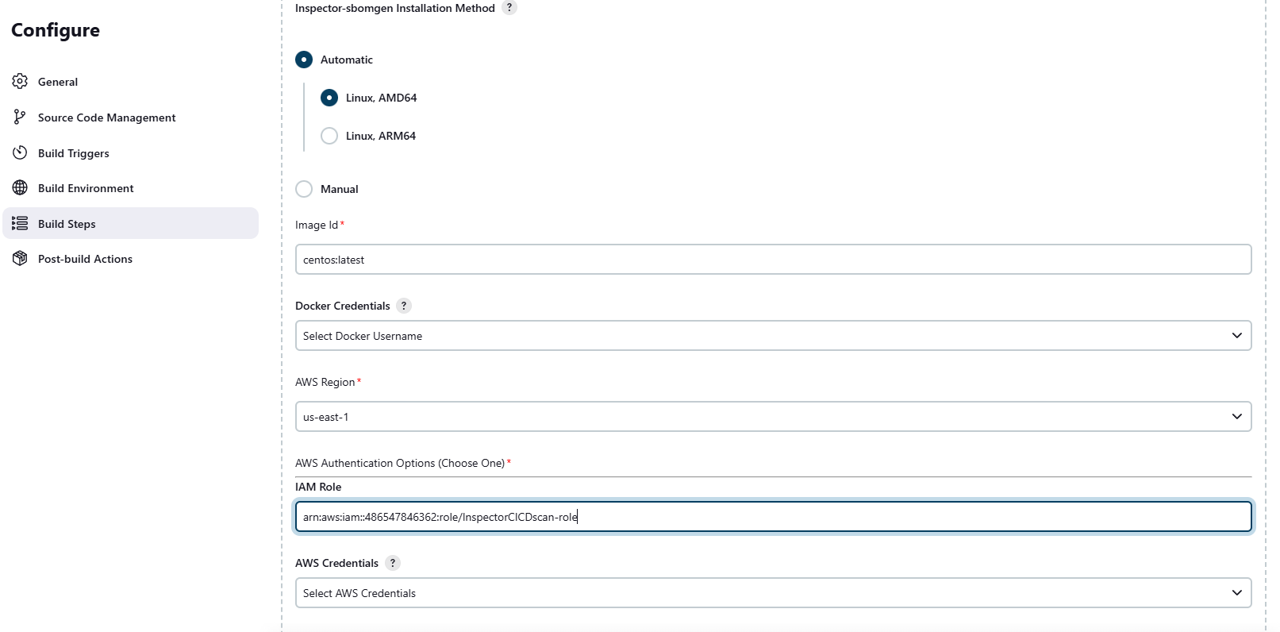 Configure
General
Source Code Management
Build Triggers
Build Environment
Build Steps
Post-build Actions
Inspector-sbomgen Installation Method ?
Automatic
Linux, AMD64
Linux, ARM64
Manual
Image Id*
centos:latest
Docker Credentials ?
Select Docker Username
AWS Region*
us-east-1
AWS Authentication Options (Choose One)*
IAM Role
arn:aws:iam::486547846362:role/InspectorCICDscan-role
AWS Credentials ?
Select AWS Credentials